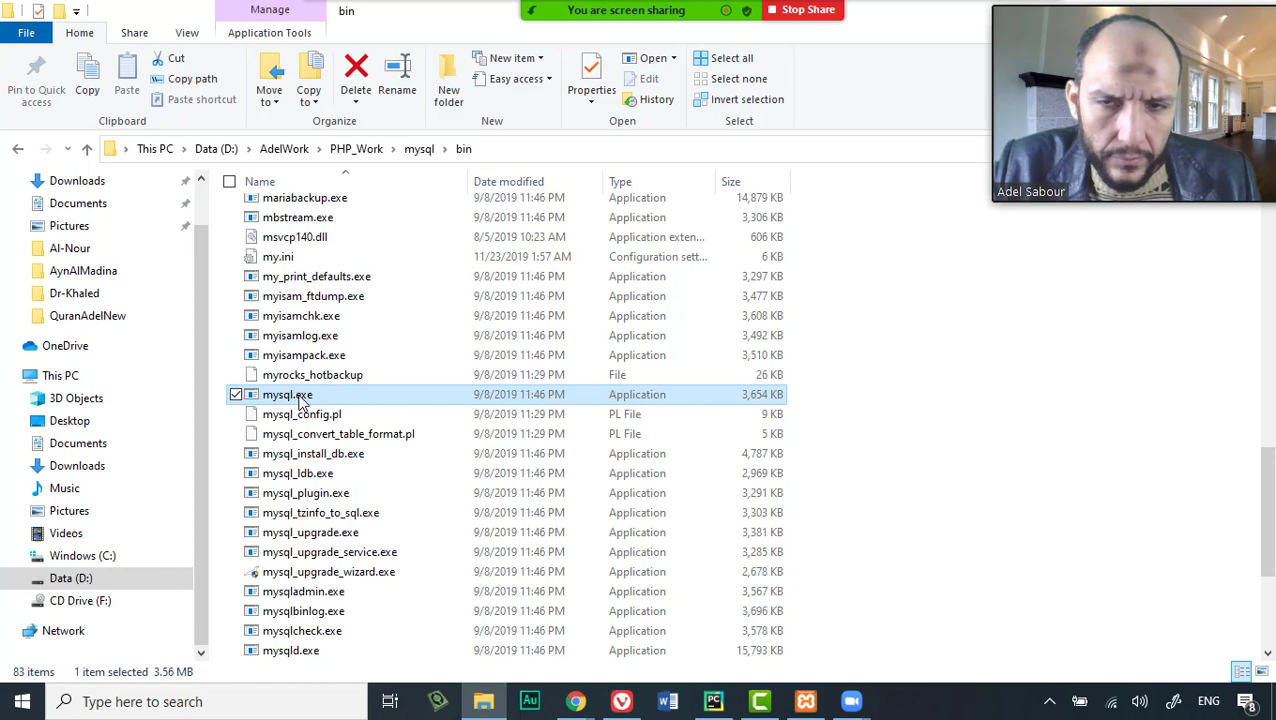 Manage
bin
You are screen sharing
Stop Share
File
Home
Share
View
Application Tools
Pin to Quick access
Copy
Paste
Cut
Copy path
Paste shortcut
Clipboard
Move to
Copy to
Delete
Rename
Organize
New folder
New item
Easy access
New
Properties
Open
Edit
History
Open
Select all
Select none
Invert selection
Select
This PC
Data (D:)
AdelWork
PHP_Work
mysql
bin
Adel Sabour
Downloads
Documents
Pictures
Al-Nour
AynAlMadina
Dr-Khaled
QuranAdelNew
OneDrive
This PC
3D Objects
Desktop
Documents
Downloads
Music
Pictures
Videos
Windows (C:)
Data (D:)
CD Drive (F:)
Network
Name Date modified Type Size
mariabackup.exe 9/8/2019 11:46 PM Application 14,879 KB
mbstream.exe 9/8/2019 11:46 PM Application 3,306 KB
msvcp140.dll 8/5/2019 10:23 AM Application exten... 606 KB
my.ini 11/23/2019 1:57 AM Configuration sett... 6 KB
my_print_defaults.exe 9/8/2019 11:46 PM Application 3,297 KB
myisam_ftdump.exe 9/8/2019 11:46 PM Application 3,477 KB
myisamchk.exe 9/8/2019 11:46 PM Application 3,608 KB
myisamlog.exe 9/8/2019 11:46 PM Application 3,492 KB
myisampack.exe 9/8/2019 11:46 PM Application 3,510 KB
myrocks_hotbackup 9/8/2019 11:29 PM File 26 KB
mysql.exe 9/8/2019 11:46 PM Application 3,654 KB
mysql_config.pl 9/8/2019 11:29 PM PL File 9 KB
mysql_convert_table_format.pl 9/8/2019 11:29 PM PL File 5 KB
mysql_install_db.exe 9/8/2019 11:46 PM Application 4,787 KB
mysql_ldb.exe 9/8/2019 11:46 PM Application 2,969 KB
mysql_plugin.exe 9/8/2019 11:46 PM Application 3,291 KB
mysql_tzinfo_to_sql.exe 9/8/2019 11:46 PM Application 3,303 KB
mysql_upgrade.exe 9/8/2019 11:46 PM Application 3,381 KB
mysql_upgrade_service.exe 9/8/2019 11:46 PM Application 3,285 KB
mysql_upgrade_wizard.exe 9/8/2019 11:46 PM Application 2,678 KB
mysqladmin.exe 9/8/2019 11:46 PM Application 3,567 KB
mysqlbinlog.exe 9/8/2019 11:46 PM Application 3,696 KB
mysqlcheck.exe 9/8/2019 11:46 PM Application 3,578 KB
mysqld.exe 9/8/2019 11:46 PM Application 15,793 KB
83 items 1 item selected 3.56 MB
Type here to search
Au
PC
ENG
8